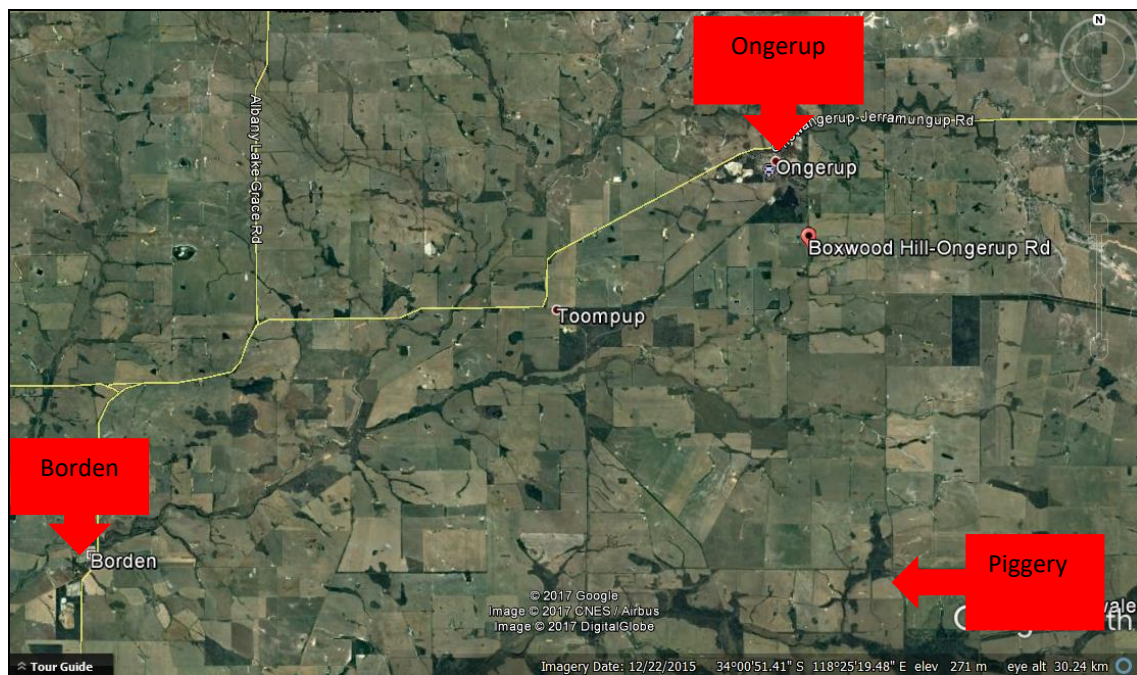 Ongerup
N
Albany-Lake-Grace-Rd
Gnowangerup-Jerramungup Rd
Ongerup
Boxwood Hill-Ongerup Rd
Toompup
Borden
Borden
Piggery
© 2017 Google
Image © 2017 CNES / Airbus
Image © 2017 DigitalGlobe
Tour Guide
Imagery Date: 12/22/2015 34°00'51.41" S 118°25'19.48" E elev 271 m eye alt 30.24 km